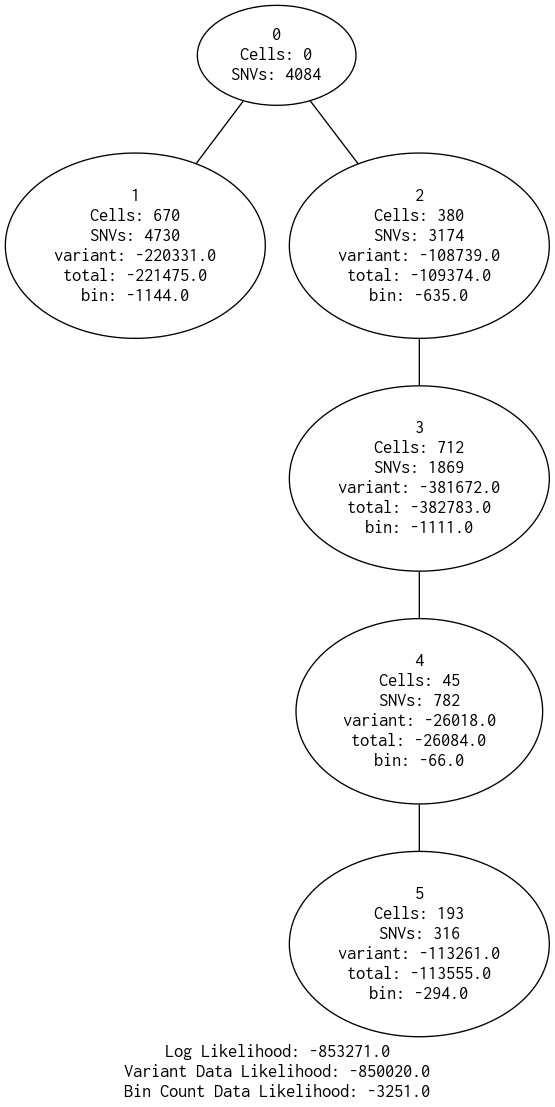 0
Cells: 0
SNVs: 4084
1
Cells: 670
SNVs: 4730
variant: -220331.0
total: -221475.0
bin: -1144.0
2
Cells: 380
SNVs: 3174
variant: -108739.0
total: -109374.0
bin: -635.0
3
Cells: 712
SNVs: 1869
variant: -381672.0
total: -382783.0
bin: -1111.0
4
Cells: 45
SNVs: 782
variant: -26018.0
total: -26084.0
bin: -66.0
5
Cells: 193
SNVs: 316
variant: -113261.0
total: -113555.0
bin: -294.0
Log Likelihood: -853271.0
Variant Data Likelihood: -850020.0
Bin Count Data Likelihood: -3251.0